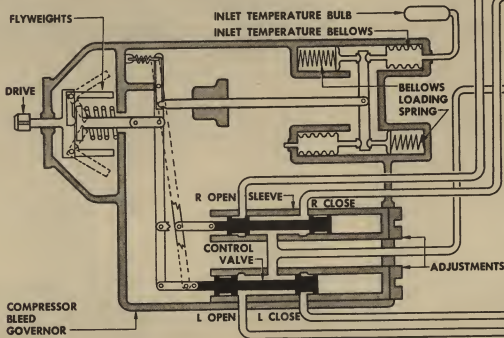 FLYWEIGHTS
INLET TEMPERATURE BULB
INLET TEMPERATURE BELLOWS
DRIVE
BELLOWS
LOADING
SPRING
R OPEN
SLEEVE
R CLOSE
CONTROL
VALVE
ADJUSTMENTS
COMPRESSOR
BLEED
GOVERNOR
L OPEN
L CLOSE